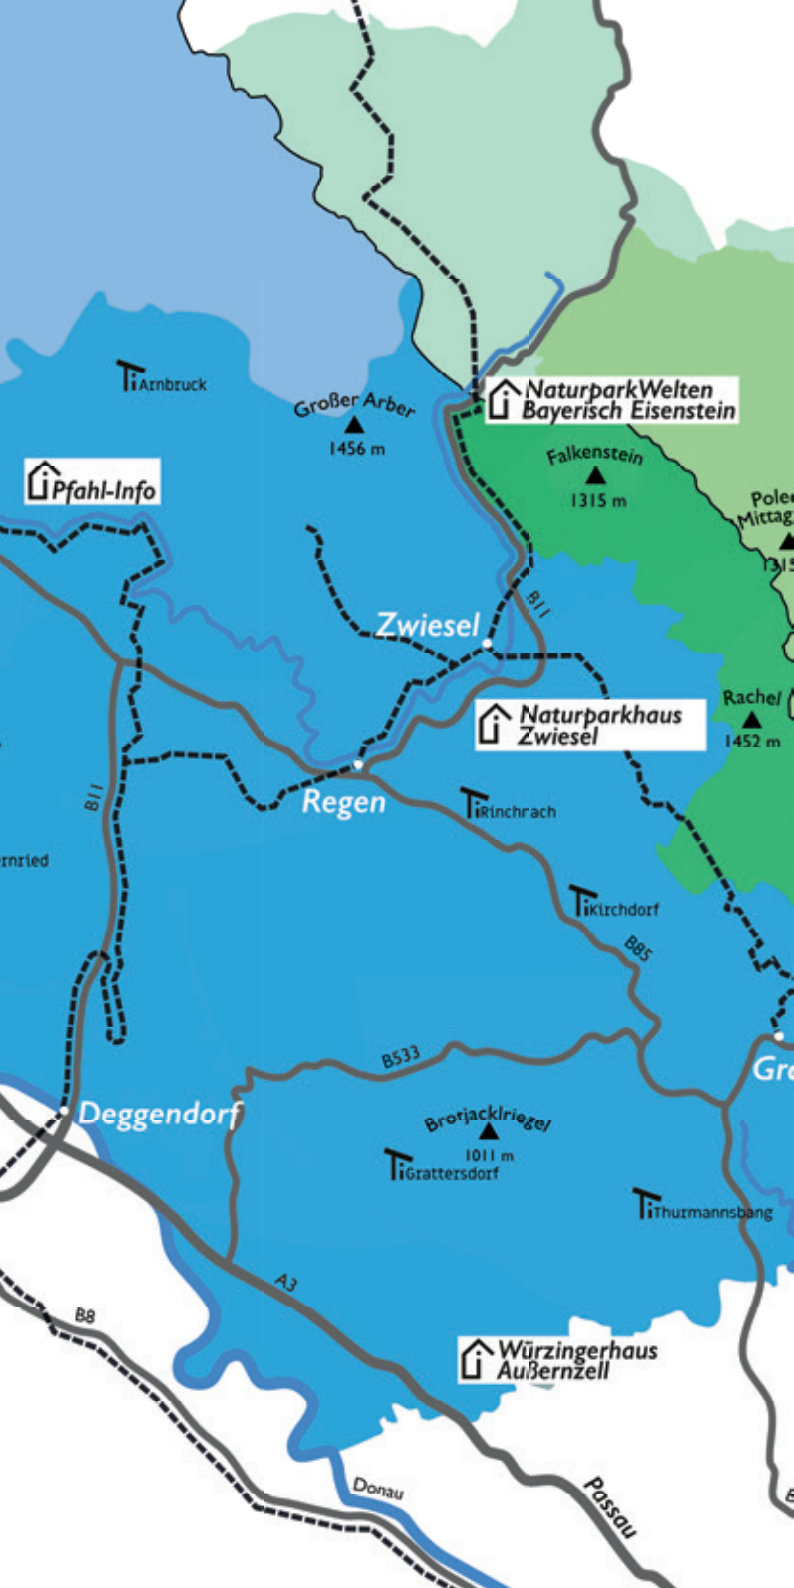 Arnbruck
Großer Arber
1456 m
NaturparkWelten
Bayerisch Eisenstein
Pfahl-Info
Falkenstein
1315 m
Zwiesel
B11
Rachel
1452 m
Naturparkhaus
Zwiesel
Regen
B11
Rinchrach
Kirchdorf
B85
B533
Deggendorf
Brotjacklriegel
1011 m
Grattersdorf
Thurmannsbang
A3
B8
Würzingerhaus
Außernzell
Donau
Passau